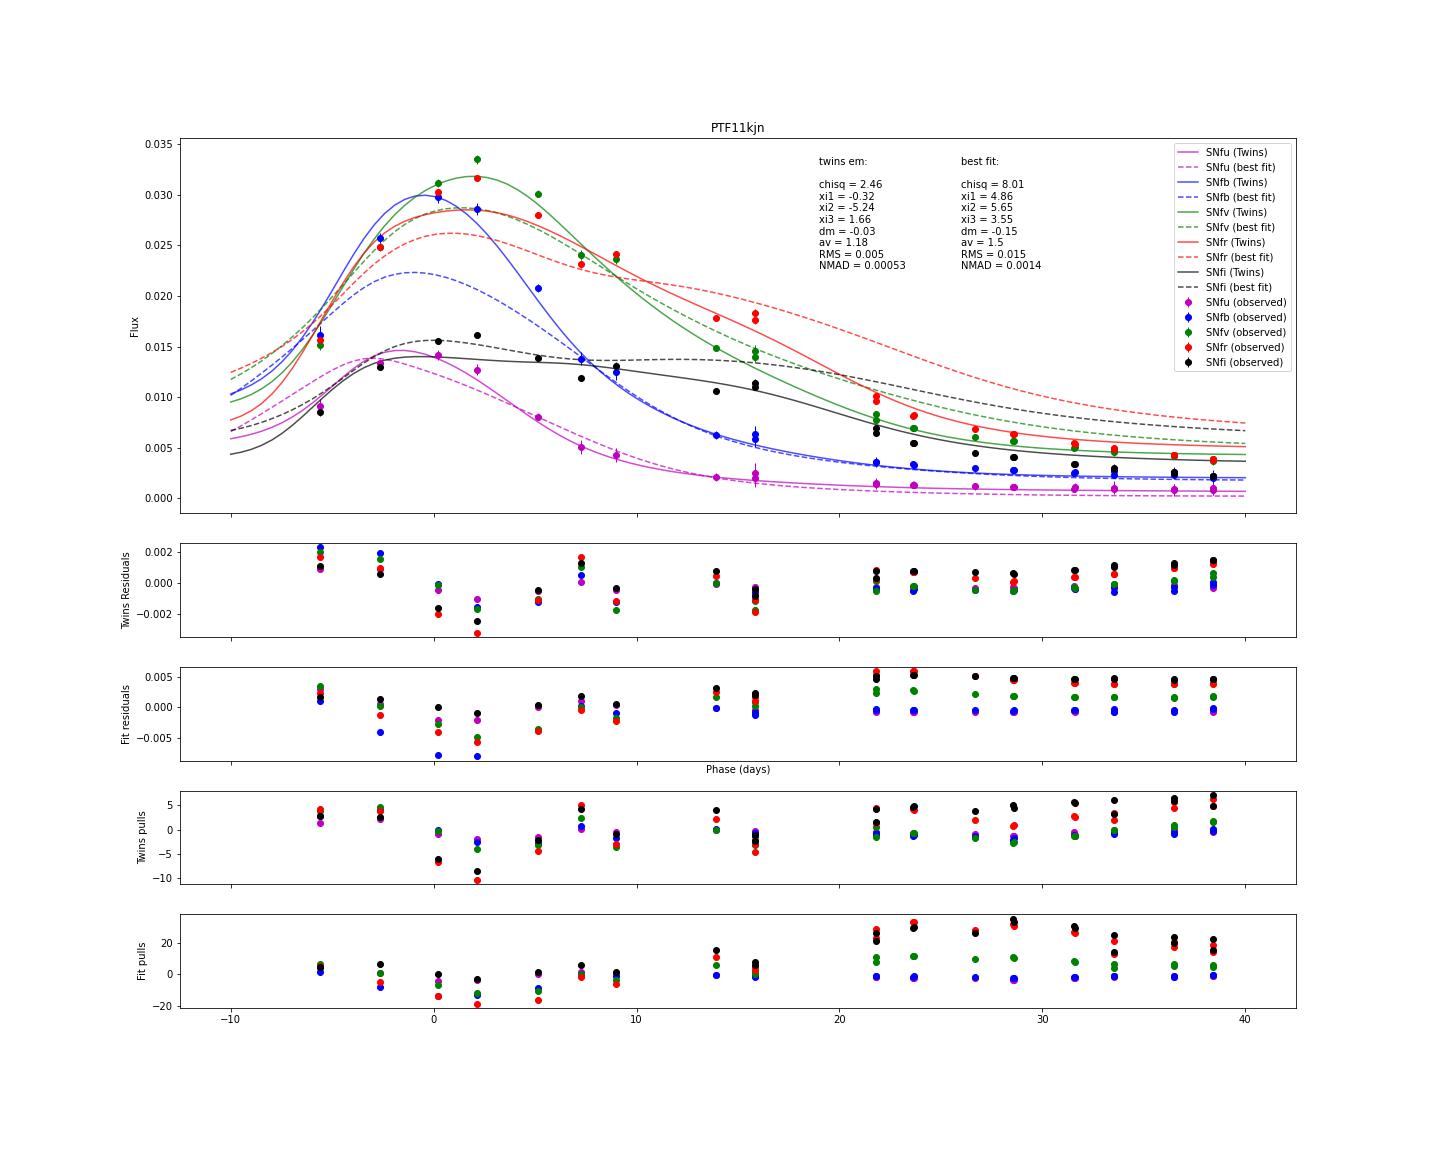 PTF11kjn
0.035
0.030
0.025
0.020
0.015
0.010
0.005
0.000
Flux
twins em:
chisq = 2.46
xi1 = -0.32
xi2 = -5.24
xi3 = 1.66
dm = -0.03
av = 1.18
RMS = 0.005
NMAD = 0.00053
best fit:
chisq = 8.01
xi1 = 4.86
xi2 = 5.65
xi3 = 3.55
dm = -0.15
av = 1.5
RMS = 0.015
NMAD = 0.0014
SNfu (Twins)
SNfu (best fit)
SNfb (Twins)
SNfb (best fit)
SNfv (Twins)
SNfv (best fit)
SNfr (Twins)
SNfr (best fit)
SNfi (Twins)
SNfi (best fit)
SNfu (observed)
SNfb (observed)
SNfv (observed)
SNfr (observed)
SNfi (observed)
0.002
0.000
−0.002
Twins Residuals
0.005
0.000
−0.005
Fit residuals
Phase (days)
5
0
−5
−10
Twins pulls
20
0
−20
Fit pulls
−10
0
10
20
30
40